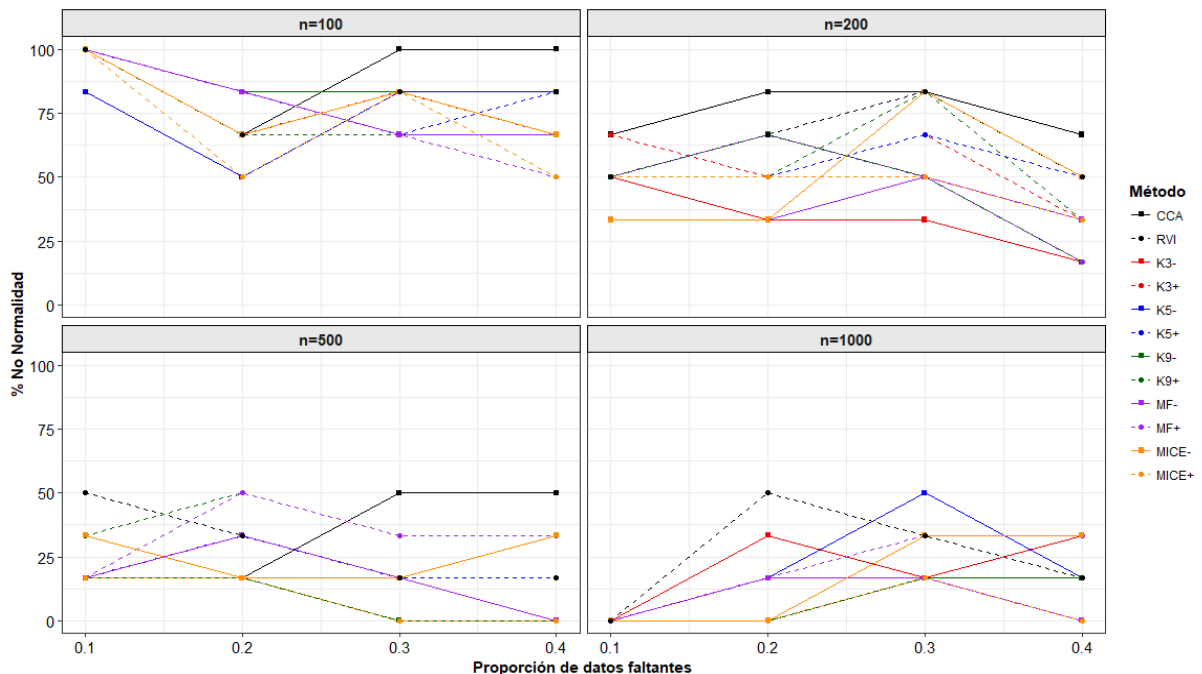 n=100
n=200
100
75
50
25
0
n=500
n=1000
100
75
50
25
0
0.1
0.2
0.3
0.4
0.1
0.2
0.3
0.4
% No Normalidad
Proporción de datos faltantes
Método
CCA
RVI
K3-
K3+
K5-
K5+
K9-
K9+
MF-
MF+
MICE-
MICE+